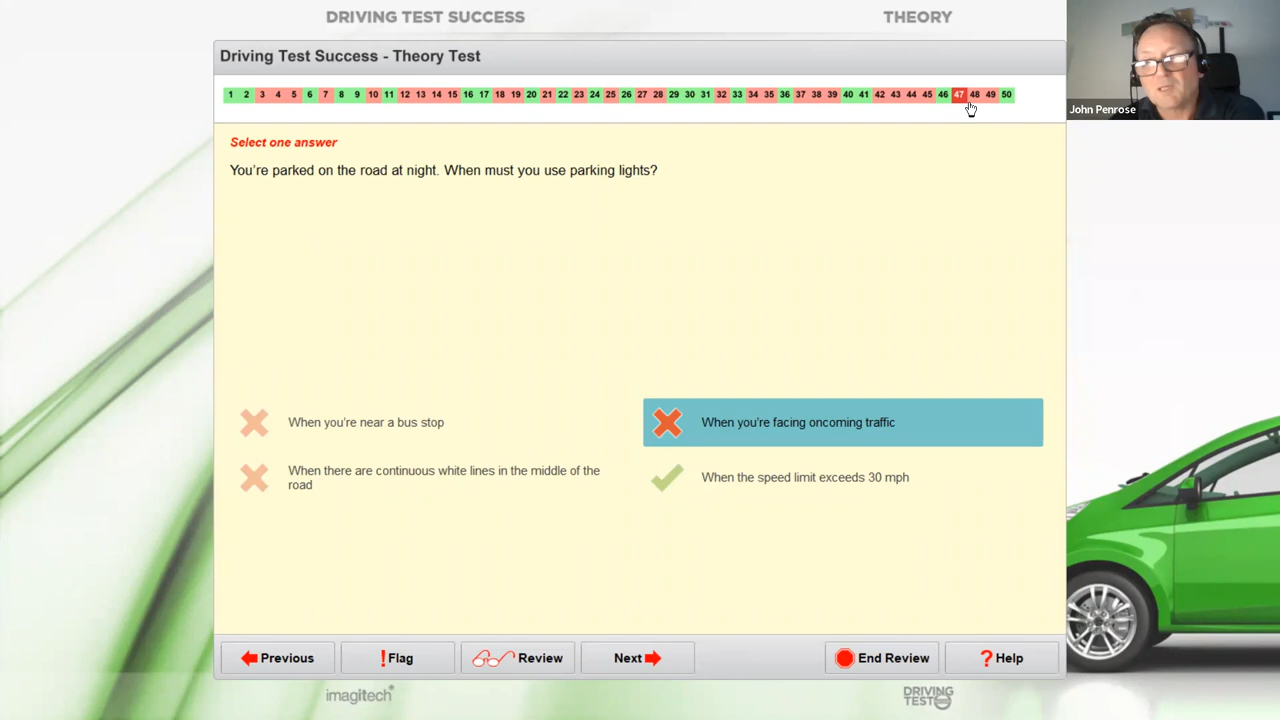 DRIVING TEST SUCCESS
THEORY
Driving Test Success - Theory Test
1 2 3 4 5 6 7 8 9 10 11 12 13 14 15 16 17 18 19 20 21 22 23 24 25 26 27 28 29 30 31 32 33 34 35 36 37 38 39 40 41 42 43 44 45 46 47 48 49 50
John Penrose
Select one answer
You're parked on the road at night. When must you use parking lights?
When you're near a bus stop
When you're facing oncoming traffic
When there are continuous white lines in the middle of the
road
When the speed limit exceeds 30 mph
Previous
Flag
Review
Next
End Review
Help
imagitech
DRIVING
TEST